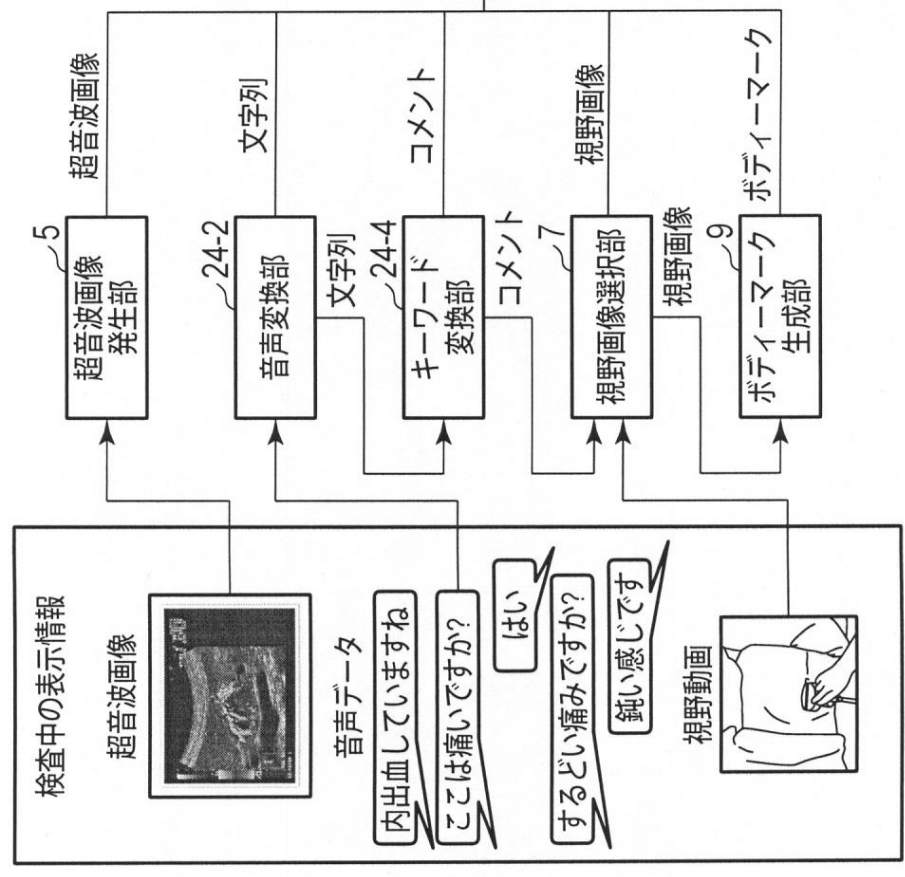 検査中の表示情報
超音波画像
音声データ
内出血していますね
ここは痛いですか?
はい
するどい痛みですか?
鈍い感じです
視野動画
5
超音波画像
発生部
超音波画像
24-2
音声変換部
文字列
文字列
24-4
キーワード
変換部
コメント
コメント
7
視野画像選択部
視野画像
視野画像
9
ボディーマーク
生成部
ボディーマーク